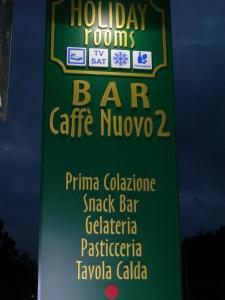 HOLIDAY
rooms
TV
SAT
BAR
Caffè Nuovo 2
Prima Colazione
Snack Bar
Gelateria
Pasticceria
Tavola Calda